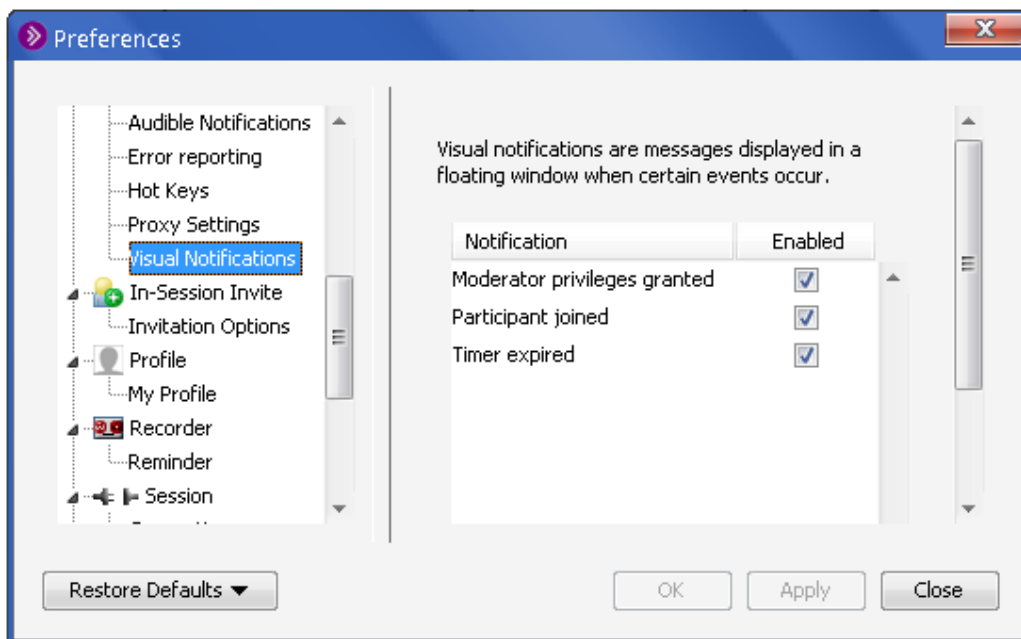 Preferences
Audible Notifications
Error reporting
Hot Keys
Proxy Settings
Visual Notifications
In-Session Invite
Invitation Options
Profile
My Profile
Recorder
Reminder
Session
Visual notifications are messages displayed in a
floating window when certain events occur.
Notification Enabled
Moderator privileges granted
Participant joined
Timer expired
Restore Defaults
OK
Apply
Close